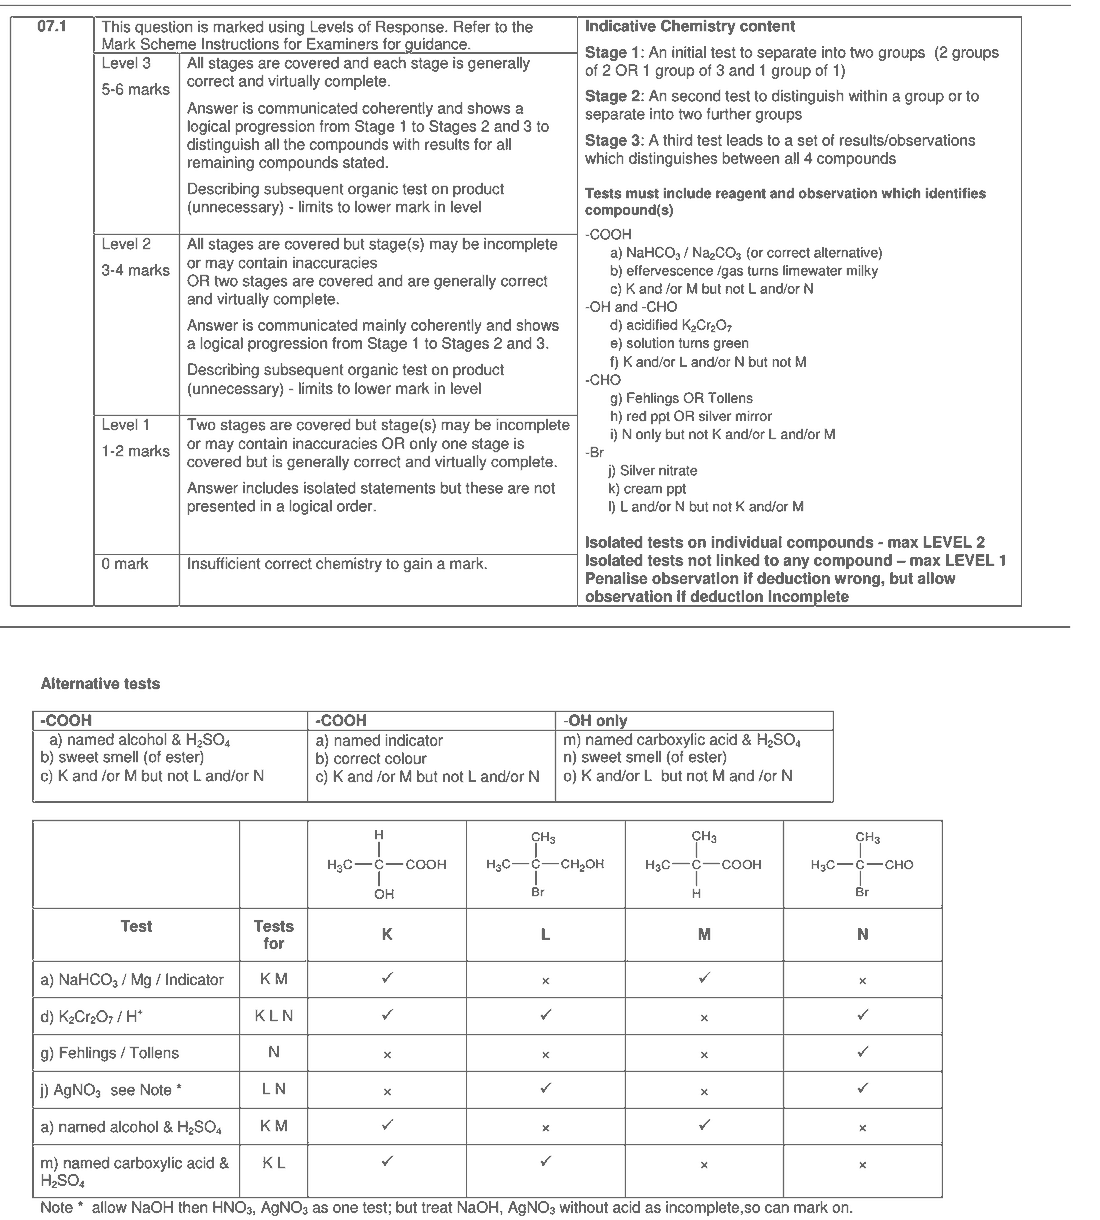 07.1
This question is marked using Levels of Response. Refer to the
Mark Scheme Instructions for Examiners for guidance.
Level 3
5-6 marks
All stages are covered and each stage is generally
correct and virtually complete.
Answer is communicated coherently and shows a
logical progression from Stage 1 to Stages 2 and 3 to
distinguish all the compounds with results for all
remaining compounds stated.
Describing subsequent organic test on product
(unnecessary) - limits to lower mark in level
Level 2
3-4 marks
All stages are covered but stage(s) may be incomplete
or may contain inaccuracies
OR two stages are covered and are generally correct
and virtually complete.
Answer is communicated mainly coherently and shows
a logical progression from Stage 1 to Stages 2 and 3.
Describing subsequent organic test on product
(unnecessary) - limits to lower mark in level
Level 1
1-2 marks
Two stages are covered but stage(s) may be incomplete
or may contain inaccuracies OR only one stage is
covered but is generally correct and virtually complete.
Answer includes isolated statements but these are not
presented in a logical order.
0 mark
Insufficient correct chemistry to gain a mark.
Indicative Chemistry content
Stage 1: An initial test to separate into two groups (2 groups
of 2 OR 1 group of 3 and 1 group of 1)
Stage 2: An second test to distinguish within a group or to
separate into two further groups
Stage 3: A third test leads to a set of results/observations
which distinguishes between all 4 compounds
Tests must include reagent and observation which identifies
compound(s)
-COOH
a) NaHCO₃ / Na₂CO₃ (or correct alternative)
b) effervescence /gas turns limewater milky
c) K and /or M but not L and/or N
-OH and -CHO
d) acidified K₂Cr₂O₇
e) solution turns green
f) K and/or L and/or N but not M
-CHO
g) Fehlings OR Tollens
h) red ppt OR silver mirror
i) N only but not K and/or L and/or M
-Br
j) Silver nitrate
k) cream ppt
l) L and/or N but not K and/or M
Isolated tests on individual compounds - max LEVEL 2
Isolated tests not linked to any compound – max LEVEL 1
Penalise observation if deduction wrong, but allow
observation if deduction incomplete
Alternative tests
-COOH
a) named alcohol & H₂SO₄
b) sweet smell (of ester)
c) K and /or M but not L and/or N
-COOH
a) named indicator
b) correct colour
c) K and /or M but not L and/or N
-OH only
m) named carboxylic acid & H₂SO₄
n) sweet smell (of ester)
o) K and/or L but not M and /or N
H
H₃C—C—COOH
OH
CH₃
H₃C—C—CH₂OH
Br
CH₃
H₃C—C—COOH
H
CH₃
H₃C—C—CHO
Br
Test
Tests
for
K
L
M
N
a) NaHCO₃ / Mg / Indicator K M ✓ × ✓ ×
d) K₂Cr₂O₇ / H⁺ K L N ✓ ✓ × ✓
g) Fehlings / Tollens N × × × ✓
j) AgNO₃ see Note * L N × ✓ × ✓
a) named alcohol & H₂SO₄ K M ✓ × ✓ ×
m) named carboxylic acid & K L ✓ ✓ × ×
H₂SO₄
Note * allow NaOH then HNO₃, AgNO₃ as one test; but treat NaOH, AgNO₃ without acid as incomplete,so can mark on.